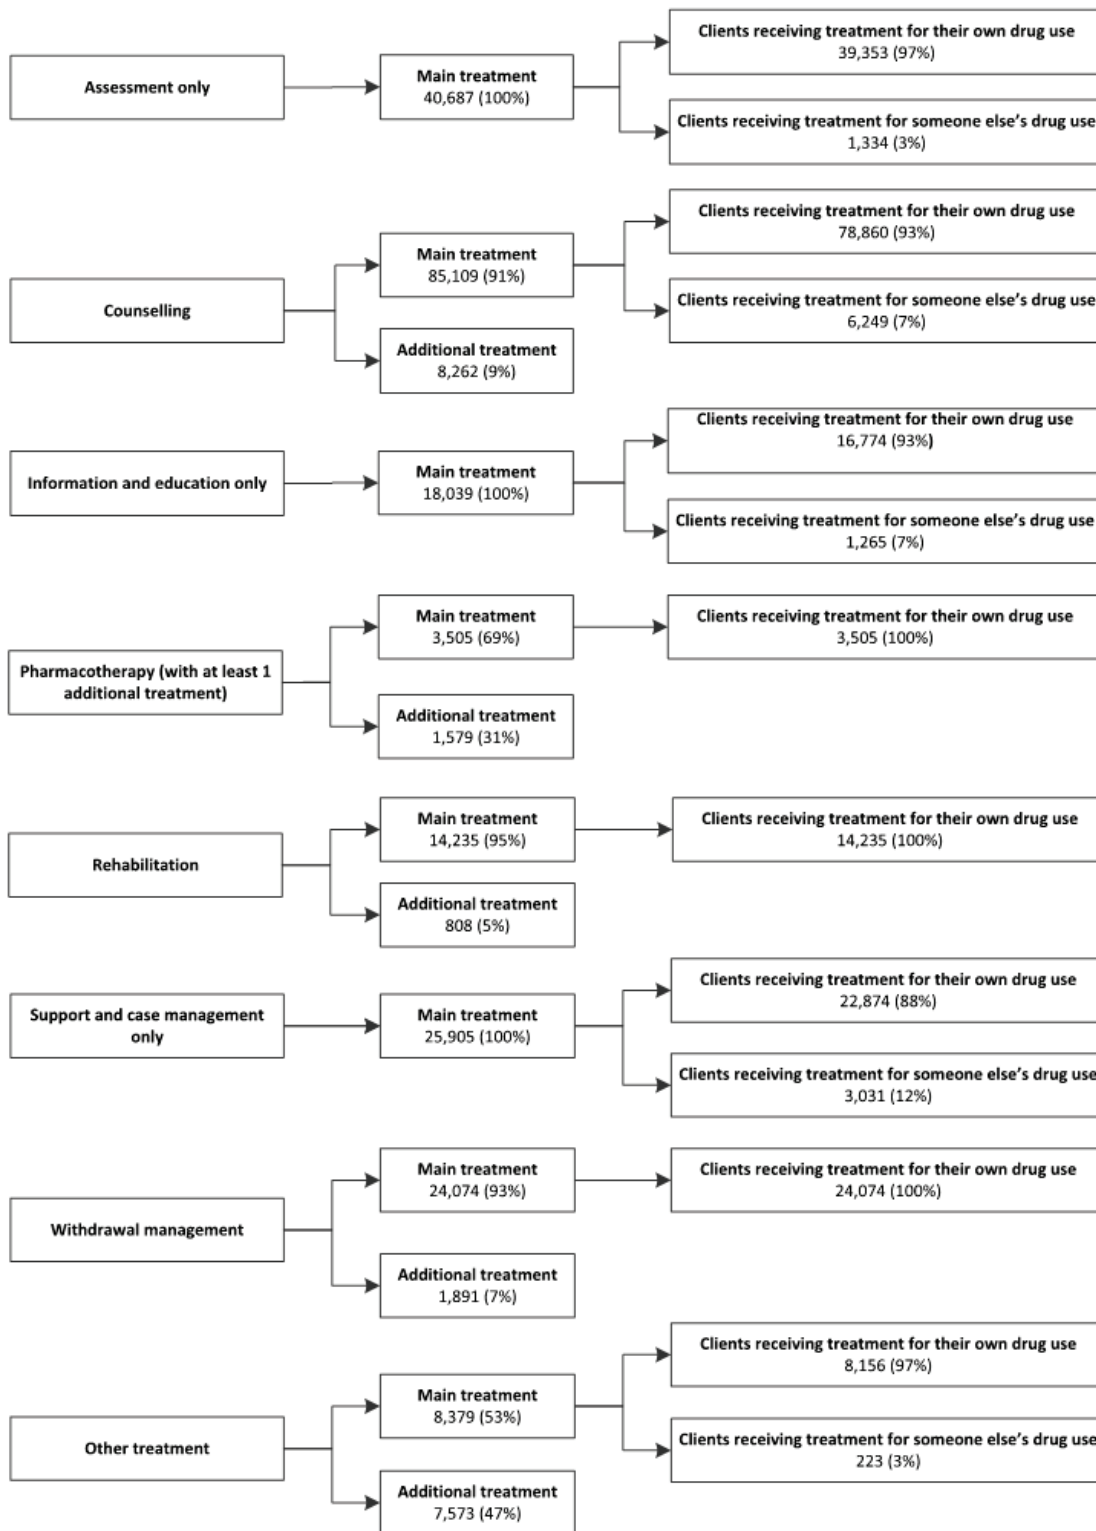 Assessment only
Main treatment
40,687 (100%)
Clients receiving treatment for their own drug use
39,353 (97%)
Clients receiving treatment for someone else's drug use
1,334 (3%)
Counselling
Main treatment
85,109 (91%)
Clients receiving treatment for their own drug use
78,860 (93%)
Clients receiving treatment for someone else's drug use
6,249 (7%)
Additional treatment
8,262 (9%)
Information and education only
Main treatment
18,039 (100%)
Clients receiving treatment for their own drug use
16,774 (93%)
Clients receiving treatment for someone else's drug use
1,265 (7%)
Pharmacotherapy (with at least 1
additional treatment)
Main treatment
3,505 (69%)
Clients receiving treatment for their own drug use
3,505 (100%)
Additional treatment
1,579 (31%)
Rehabilitation
Main treatment
14,235 (95%)
Clients receiving treatment for their own drug use
14,235 (100%)
Additional treatment
808 (5%)
Support and case management
only
Main treatment
25,905 (100%)
Clients receiving treatment for their own drug use
22,874 (88%)
Clients receiving treatment for someone else's drug use
3,031 (12%)
Withdrawal management
Main treatment
24,074 (93%)
Clients receiving treatment for their own drug use
24,074 (100%)
Additional treatment
1,891 (7%)
Other treatment
Main treatment
8,379 (53%)
Clients receiving treatment for their own drug use
8,156 (97%)
Clients receiving treatment for someone else's drug use
223 (3%)
Additional treatment
7,573 (47%)